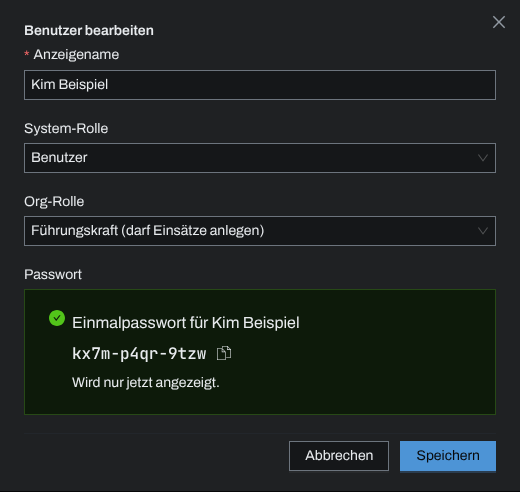 Benutzer bearbeiten
* Anzeigename
Kim Beispiel
System-Rolle
Benutzer
Org-Rolle
Führungskraft (darf Einsätze anlegen)
Passwort
Einmalpasswort für Kim Beispiel
kx7m-p4qr-9tzw
Wird nur jetzt angezeigt.
Abbrechen
Speichern